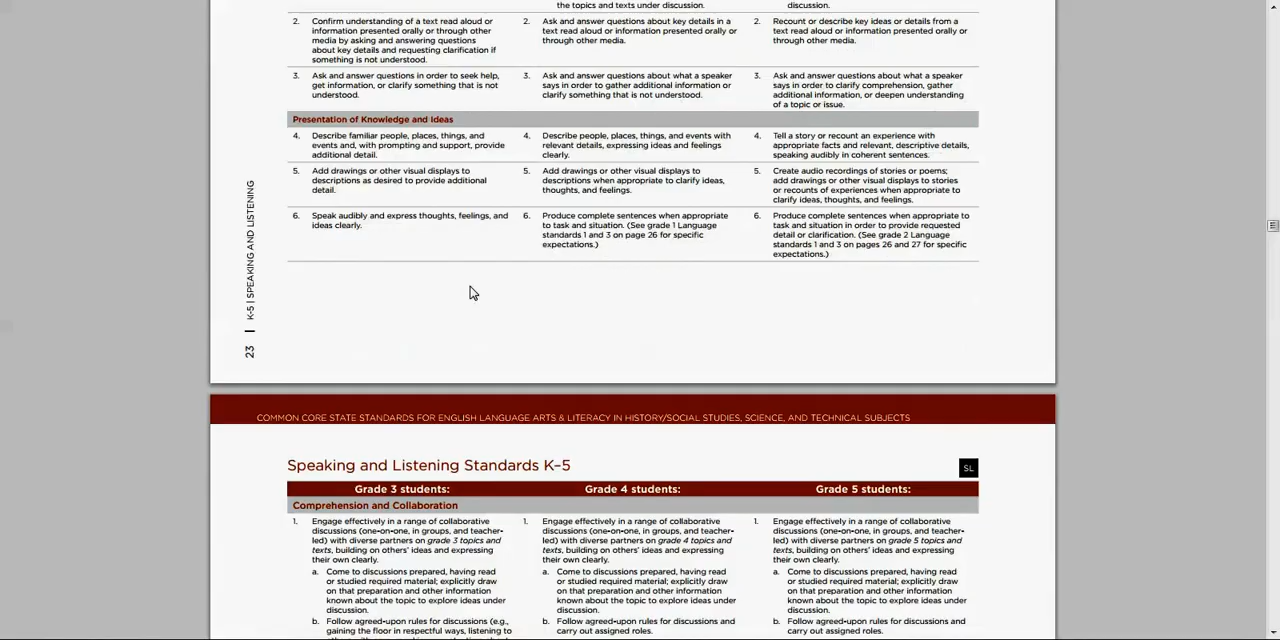 the topics and texts under discussion.
discussion.
2. Confirm understanding of a text read aloud or
information presented orally or through other
media by asking and answering questions
about key details and requesting clarification if
something is not understood.
2. Ask and answer questions about key details in a
text read aloud or information presented orally or
through other media.
2. Recount or describe key ideas or details from a
text read aloud or information presented orally or
through other media.
3. Ask and answer questions in order to seek help,
get information, or clarify something that is not
understood.
3. Ask and answer questions about what a speaker
says in order to gather additional information or
clarify something that is not understood.
3. Ask and answer questions about what a speaker
says in order to clarify comprehension, gather
additional information, or deepen understanding
of a topic or issue.
Presentation of Knowledge and Ideas
4. Describe familiar people, places, things, and
events and, with prompting and support, provide
additional detail.
4. Describe people, places, things, and events with
relevant details, expressing ideas and feelings
clearly.
4. Tell a story or recount an experience with
appropriate facts and relevant, descriptive details,
speaking audibly in coherent sentences.
5. Add drawings or other visual displays to
descriptions as desired to provide additional
detail.
5. Add drawings or other visual displays to
descriptions when appropriate to clarify ideas,
thoughts, and feelings.
5. Create audio recordings of stories or poems;
add drawings or other visual displays to stories
or recounts of experiences when appropriate to
clarify ideas, thoughts, and feelings.
6. Speak audibly and express thoughts, feelings, and
ideas clearly.
6. Produce complete sentences when appropriate
to task and situation. (See grade 1 Language
standards 1 and 3 on page 26 for specific
expectations.)
6. Produce complete sentences when appropriate to
task and situation in order to provide requested
detail or clarification. (See grade 2 Language
standards 1 and 3 on pages 26 and 27 for specific
expectations.)
23 | K-5 | SPEAKING AND LISTENING
COMMON CORE STATE STANDARDS FOR ENGLISH LANGUAGE ARTS & LITERACY IN HISTORY/SOCIAL STUDIES, SCIENCE, AND TECHNICAL SUBJECTS
Speaking and Listening Standards K–5
SL
Grade 3 students:
Grade 4 students:
Grade 5 students:
Comprehension and Collaboration
1. Engage effectively in a range of collaborative
discussions (one-on-one, in groups, and teacher-
led) with diverse partners on grade 3 topics and
texts, building on others' ideas and expressing
their own clearly.
a. Come to discussions prepared, having read
or studied required material; explicitly draw
on that preparation and other information
known about the topic to explore ideas under
discussion.
b. Follow agreed-upon rules for discussions (e.g.,
gaining the floor in respectful ways, listening to
1. Engage effectively in a range of collaborative
discussions (one-on-one, in groups, and teacher-
led) with diverse partners on grade 4 topics and
texts, building on others' ideas and expressing
their own clearly.
a. Come to discussions prepared, having read
or studied required material; explicitly draw
on that preparation and other information
known about the topic to explore ideas under
discussion.
b. Follow agreed-upon rules for discussions and
carry out assigned roles.
1. Engage effectively in a range of collaborative
discussions (one-on-one, in groups, and teacher-
led) with diverse partners on grade 5 topics and
texts, building on others' ideas and expressing
their own clearly.
a. Come to discussions prepared, having read
or studied required material; explicitly draw
on that preparation and other information
known about the topic to explore ideas under
discussion.
b. Follow agreed-upon rules for discussions and
carry out assigned roles.